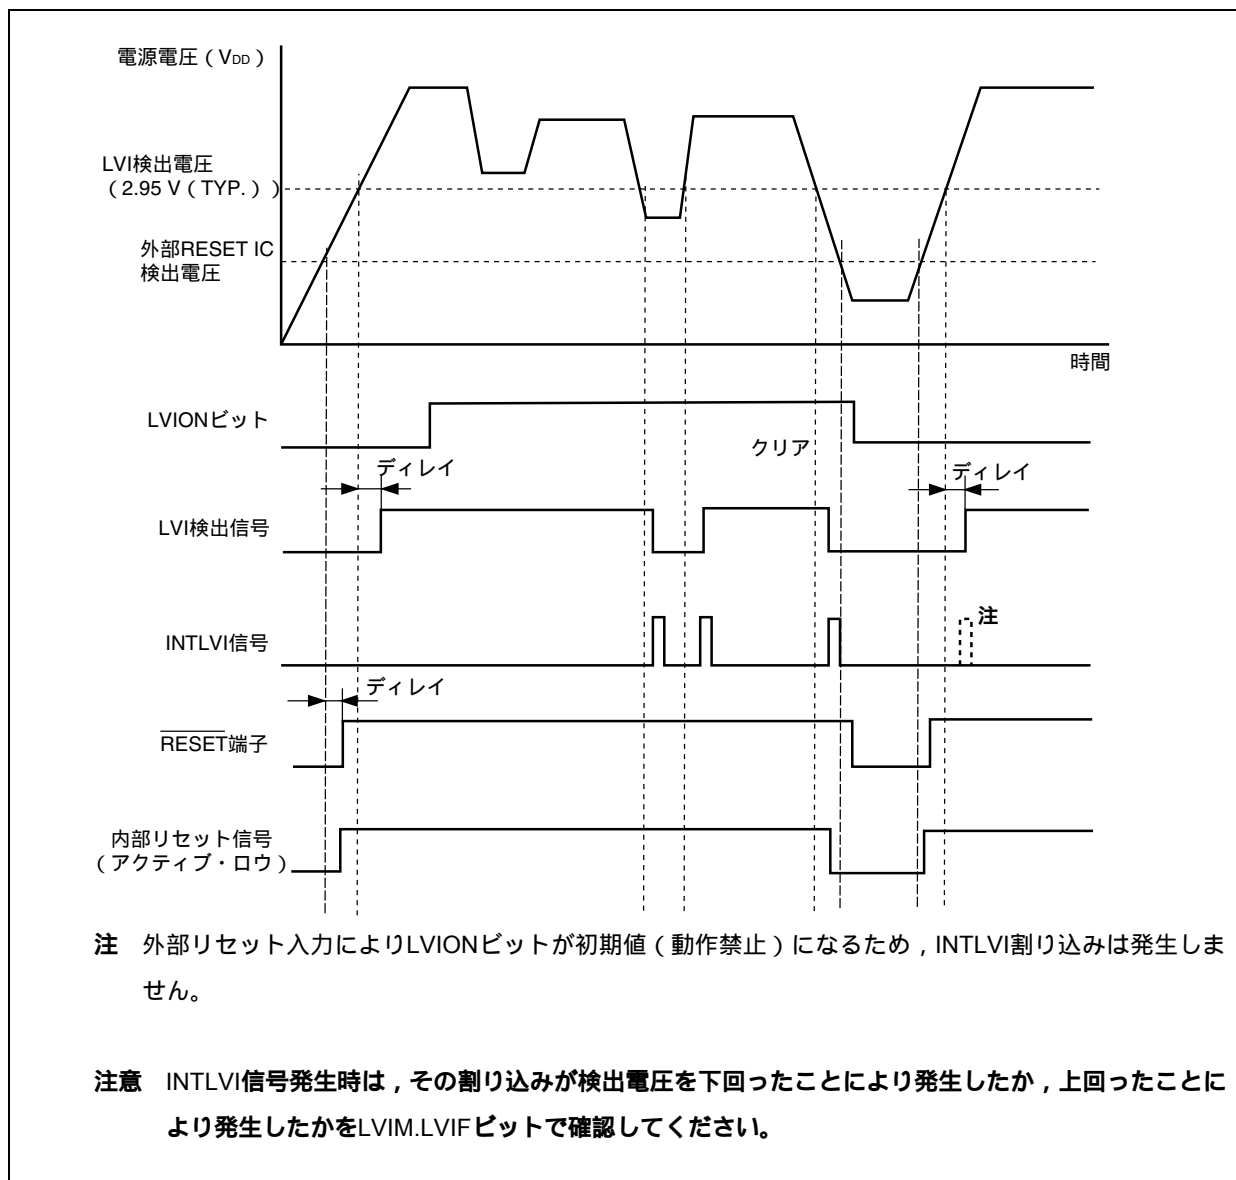 電源電圧（VDD）
LVI検出電圧
（2.95 V（TYP.））
外部RESET IC
検出電圧
時間
LVIONビット
クリア
ディレイ
ディレイ
LVI検出信号
注
INTLVI信号
ディレイ
RESET端子
内部リセット信号
（アクティブ・ロウ）
注　外部リセット入力によりLVIONビットが初期値（動作禁止）になるため，INTLVI割り込みは発生しま
せん。
注意　INTLVI信号発生時は，その割り込みが検出電圧を下回ったことにより発生したか，上回ったことに
より発生したかをLVIM.LVIFビットで確認してください。